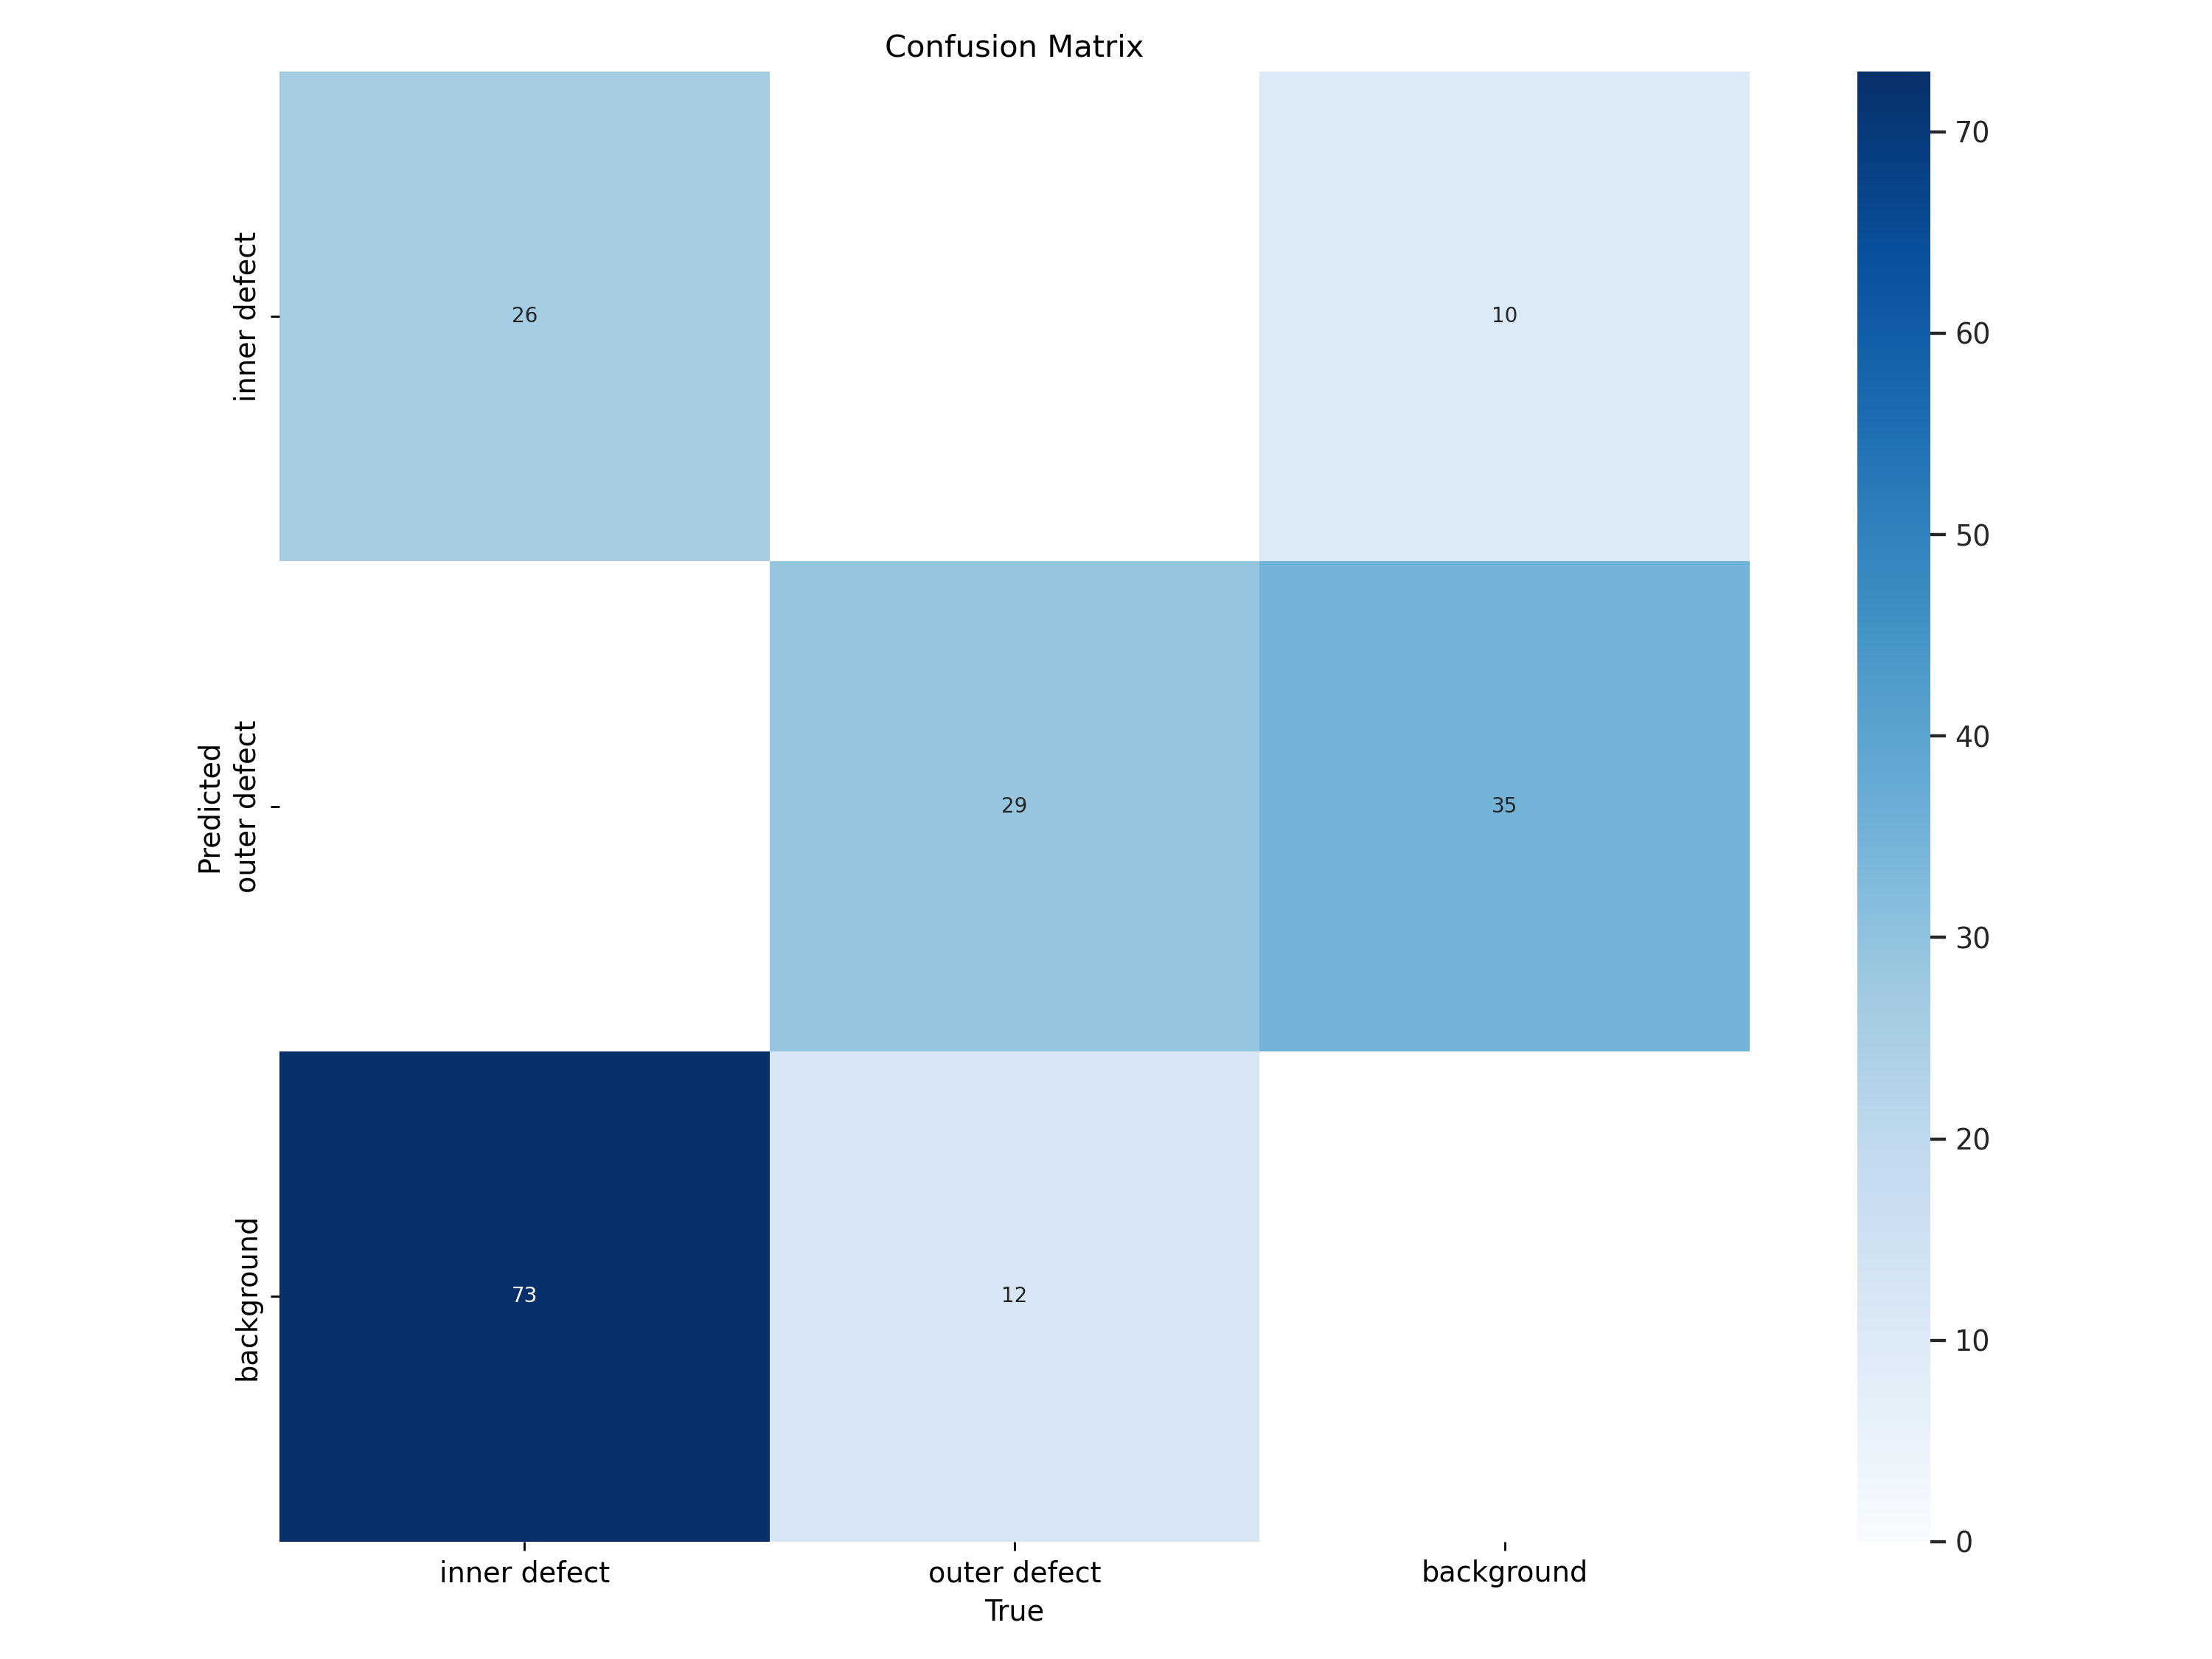 Confusion Matrix
inner defect
26
10
70
60
50
Predicted
outer defect
29
35
40
30
background
73
12
20
10
0
inner defect
outer defect
background
True